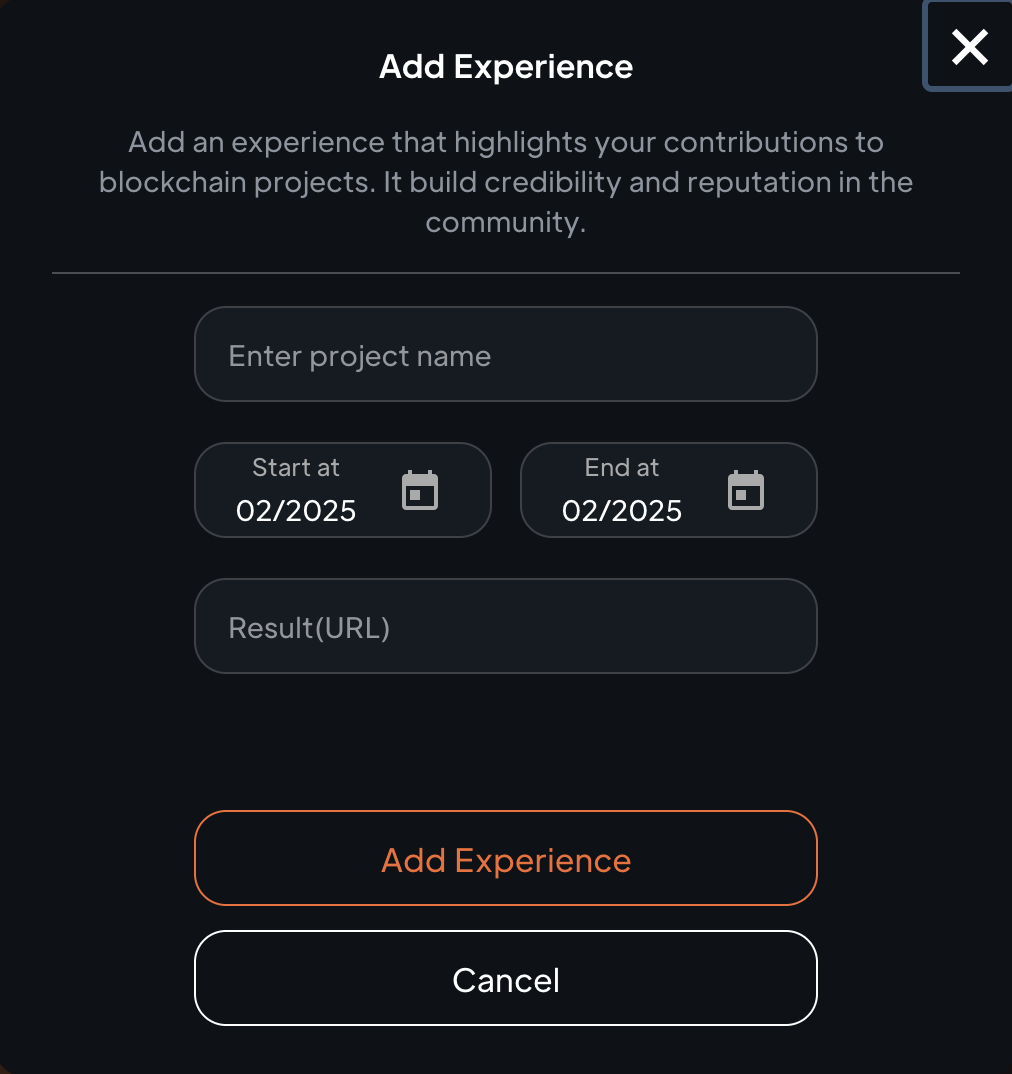 Add Experience
Add an experience that highlights your contributions to
blockchain projects. It build credibility and reputation in the
community.
Enter project name
Start at
02/2025
End at
02/2025
Result(URL)
Add Experience
Cancel